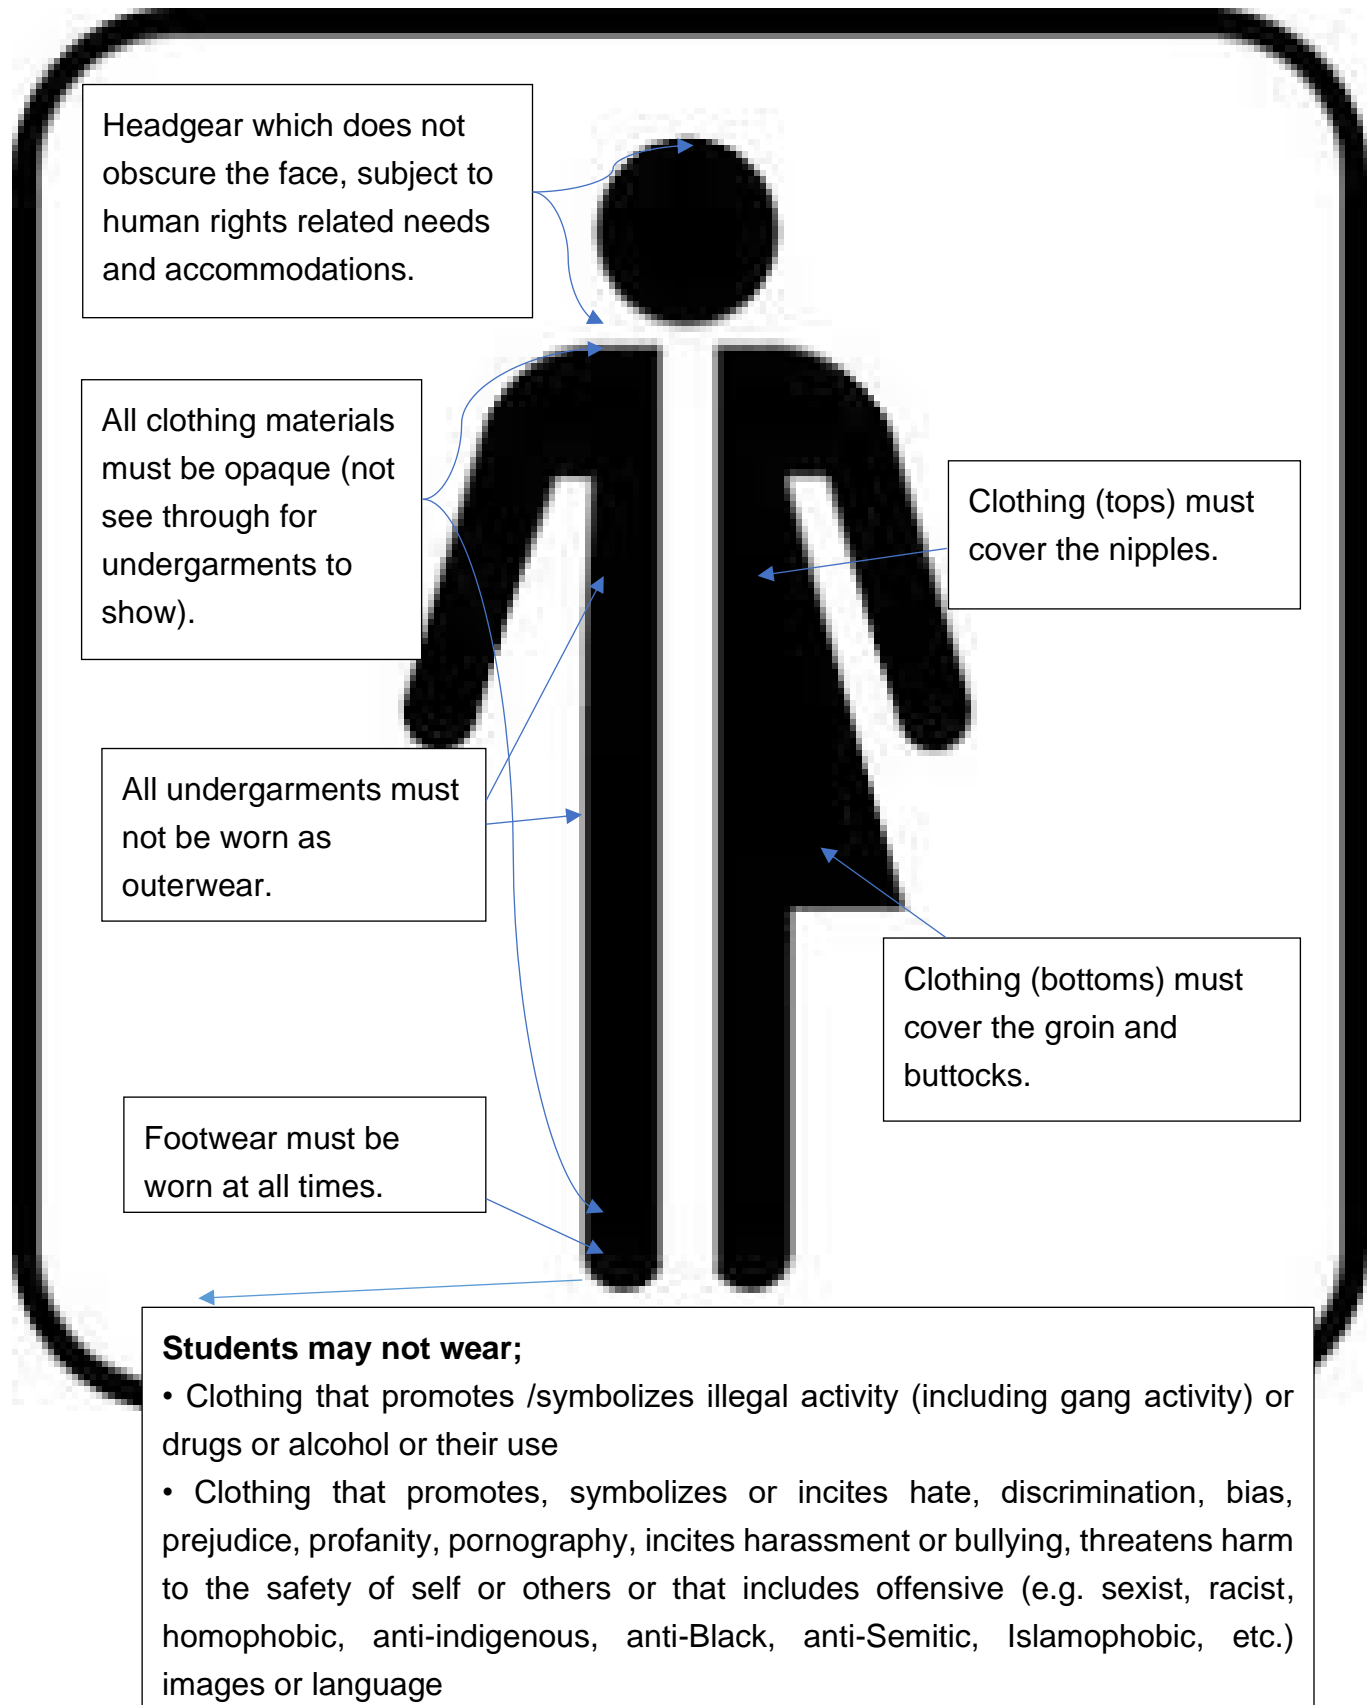 Headgear which does not
obscure the face, subject to
human rights related needs
and accommodations.
All clothing materials
must be opaque (not
see through for
undergarments to
show).
Clothing (tops) must
cover the nipples.
All undergarments must
not be worn as
outerwear.
Clothing (bottoms) must
cover the groin and
buttocks.
Footwear must be
worn at all times.
Students may not wear;
• Clothing that promotes /symbolizes illegal activity (including gang activity) or
drugs or alcohol or their use
• Clothing that promotes, symbolizes or incites hate, discrimination, bias,
prejudice, profanity, pornography, incites harassment or bullying, threatens harm
to the safety of self or others or that includes offensive (e.g. sexist, racist,
homophobic, anti-indigenous, anti-Black, anti-Semitic, Islamophobic, etc.)
images or language